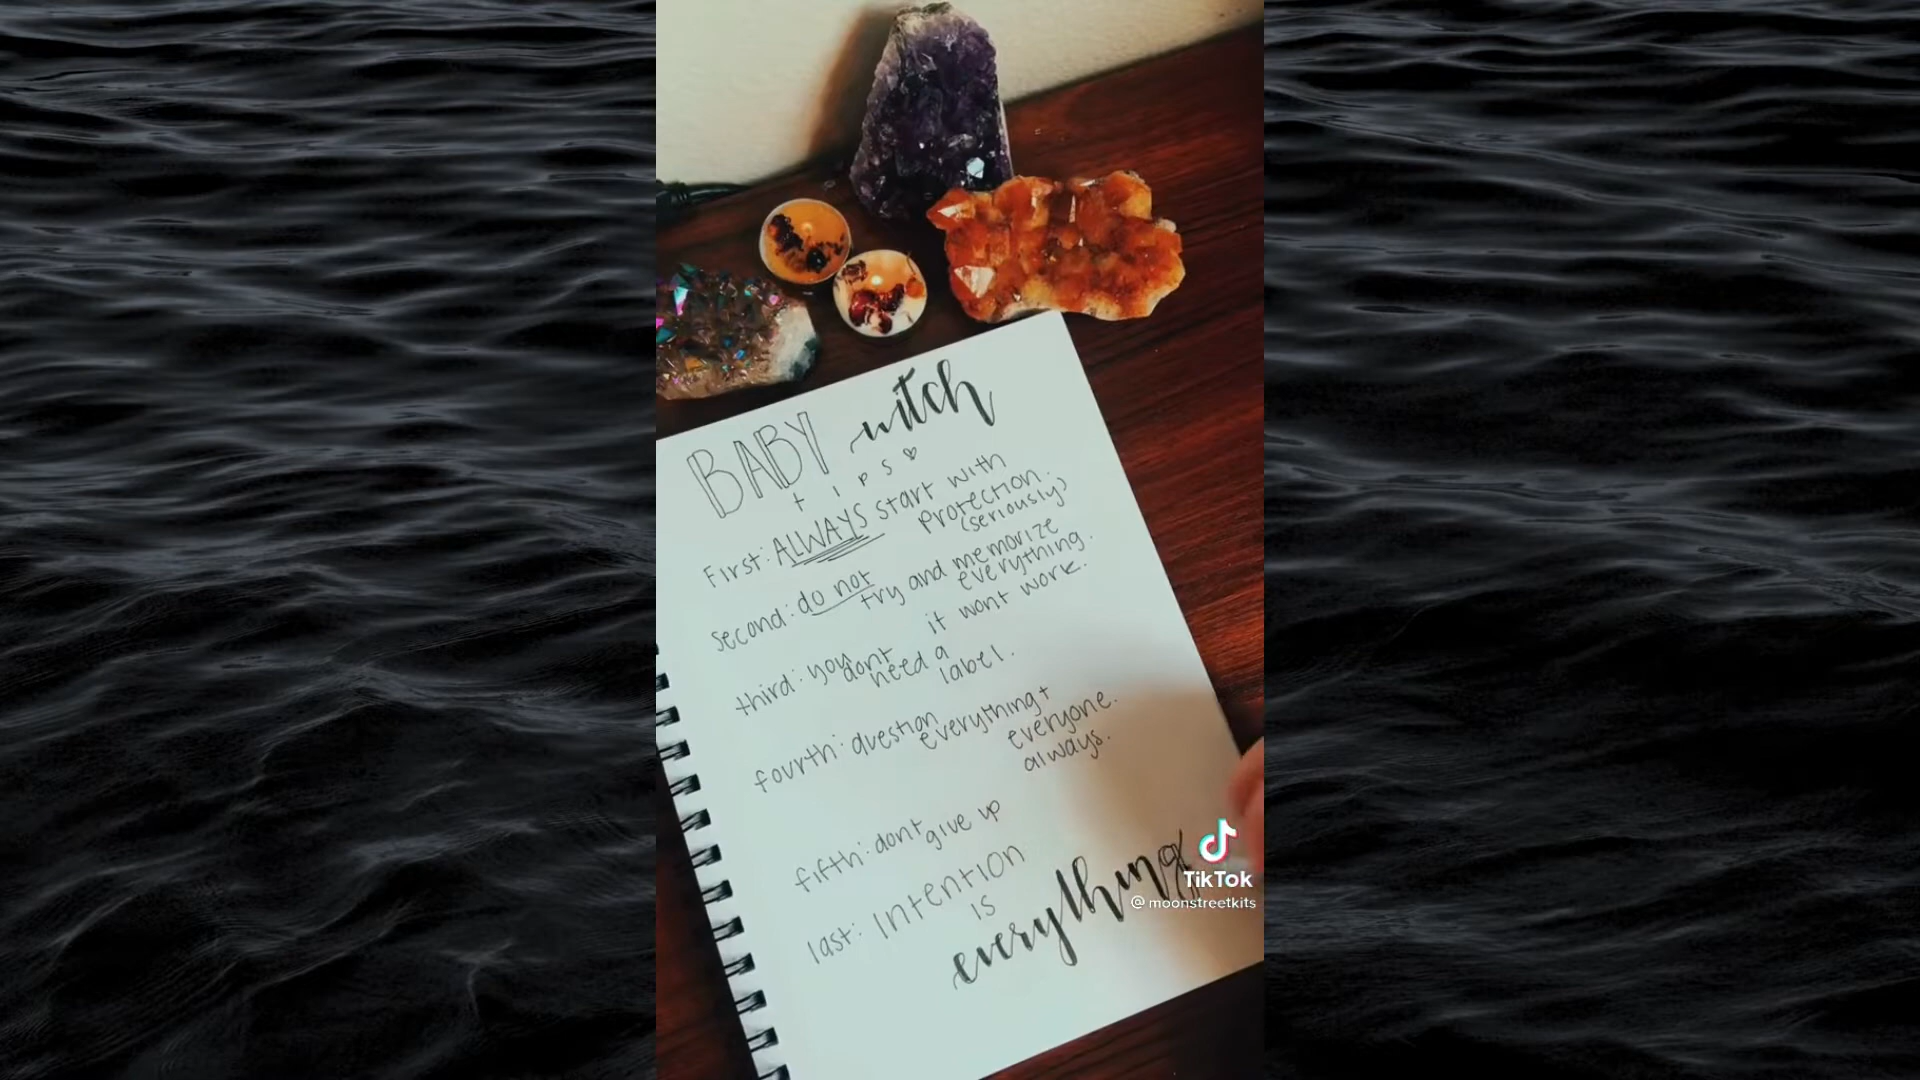 BABY witch
tips
First: ALWAYS start with
protection.
(seriously)
Second: do not
try and memorize
everything.
it wont work.
third: you
dont
need a
label.
fourth: question
everything +
everyone.
always.
fifth: dont
give up
last: Intention
is
everything
TikTok
@moonstreetkits